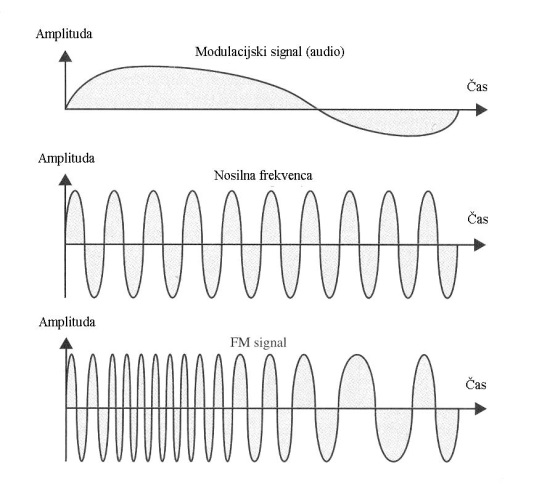 Amplituda
Modulacijski signal (audio)
Čas
Amplituda
Nosilna frekvenca
Čas
Amplituda
FM signal
Čas